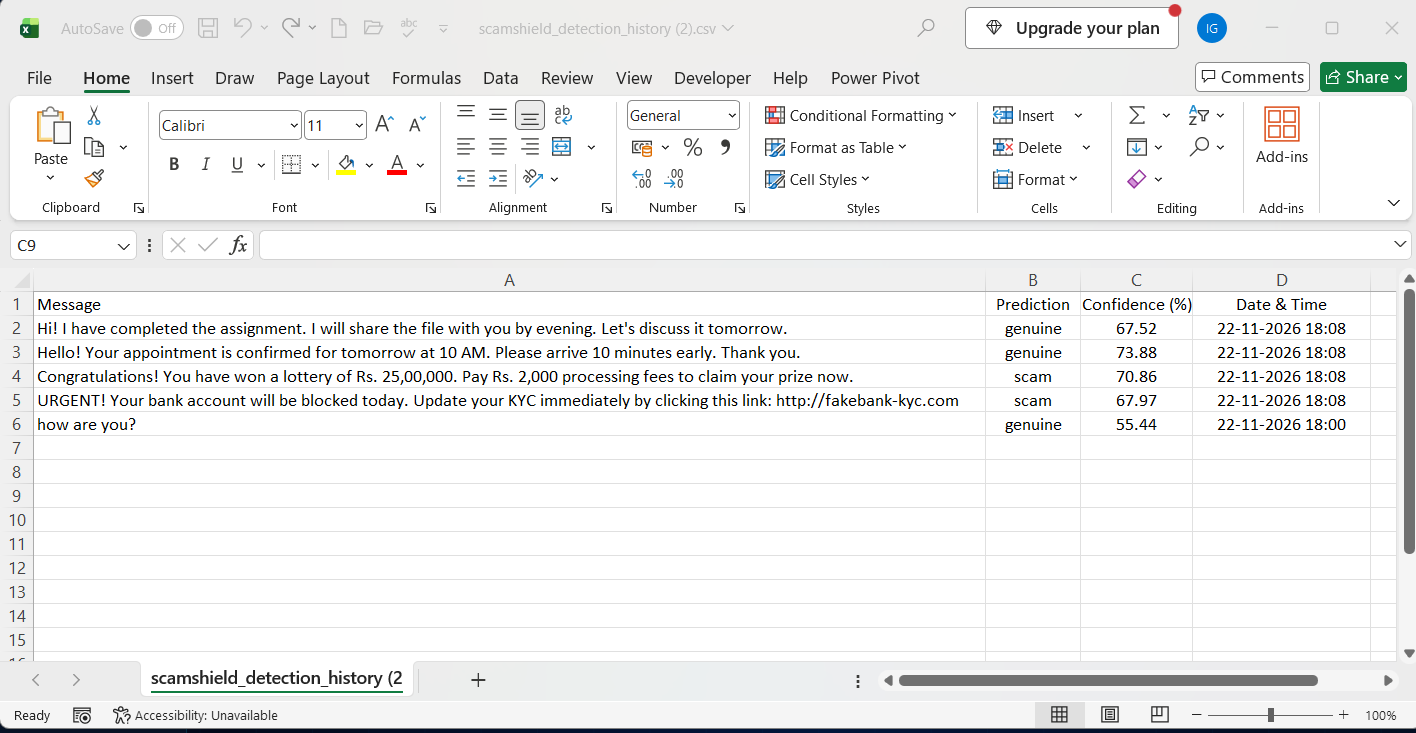 AutoSave Off abc scamshield_detection_history (2).csv Upgrade your plan IG
File Home Insert Draw Page Layout Formulas Data Review View Developer Help Power Pivot Comments Share
Calibri 11 A A ab c General Conditional Formatting Insert Σ A Z
Paste B I U A % 9 Format as Table Delete Add-ins
.00 .00 Cell Styles Format
Clipboard Font Alignment Number Styles Cells Editing Add-ins
C9 fx
A B C D
1 Message Prediction Confidence (%) Date & Time
2 Hi! I have completed the assignment. I will share the file with you by evening. Let's discuss it tomorrow. genuine 67.52 22-11-2026 18:08
3 Hello! Your appointment is confirmed for tomorrow at 10 AM. Please arrive 10 minutes early. Thank you. genuine 73.88 22-11-2026 18:08
4 Congratulations! You have won a lottery of Rs. 25,00,000. Pay Rs. 2,000 processing fees to claim your prize now. scam 70.86 22-11-2026 18:08
5 URGENT! Your bank account will be blocked today. Update your KYC immediately by clicking this link: http://fakebank-kyc.com scam 67.97 22-11-2026 18:08
6 how are you? genuine 55.44 22-11-2026 18:00
7
8
9
10
11
12
13
14
15
scamshield_detection_history (2
Ready Accessibility: Unavailable 100%